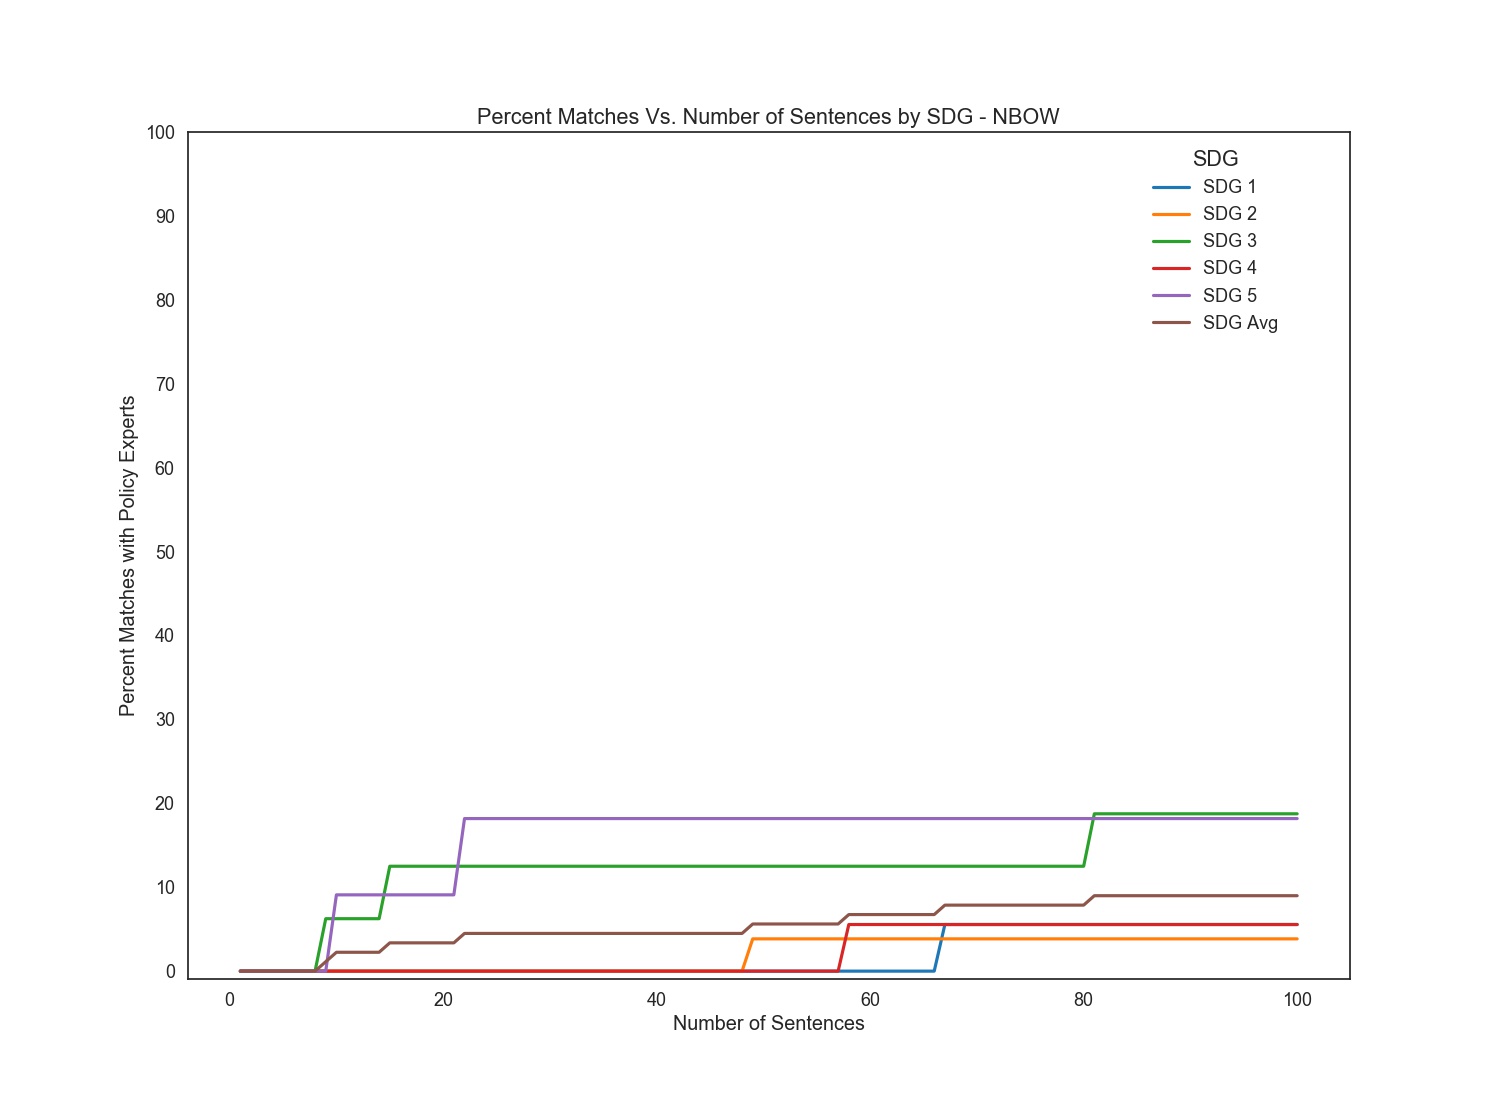 Percent Matches Vs. Number of Sentences by SDG - NBOW
SDG
SDG 1
SDG 2
SDG 3
SDG 4
SDG 5
SDG Avg
Percent Matches with Policy Experts
100
90
80
70
60
50
40
30
20
10
0
0 20 40 60 80 100
Number of Sentences